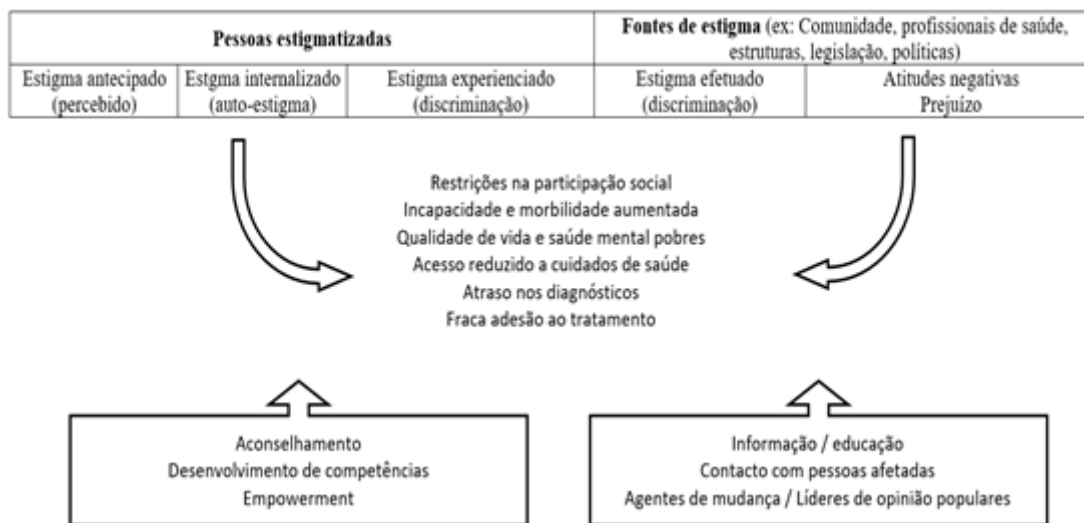 Pessoas estigmatizadas
Fontes de estigma (ex: Comunidade, profissionais de saúde,
estruturas, legislação, políticas)
Estigma antecipado
(percebido)
Estgma internalizado
(auto-estigma)
Estigma experienciado
(discriminação)
Estigma efetuado
(discriminação)
Atitudes negativas
Prejuízo
Restrições na participação social
Incapacidade e morbilidade aumentada
Qualidade de vida e saúde mental pobres
Acesso reduzido a cuidados de saúde
Atraso nos diagnósticos
Fraca adesão ao tratamento
Aconselhamento
Desenvolvimento de competências
Empowerment
Informação / educação
Contacto com pessoas afetadas
Agentes de mudança / Líderes de opinião populares